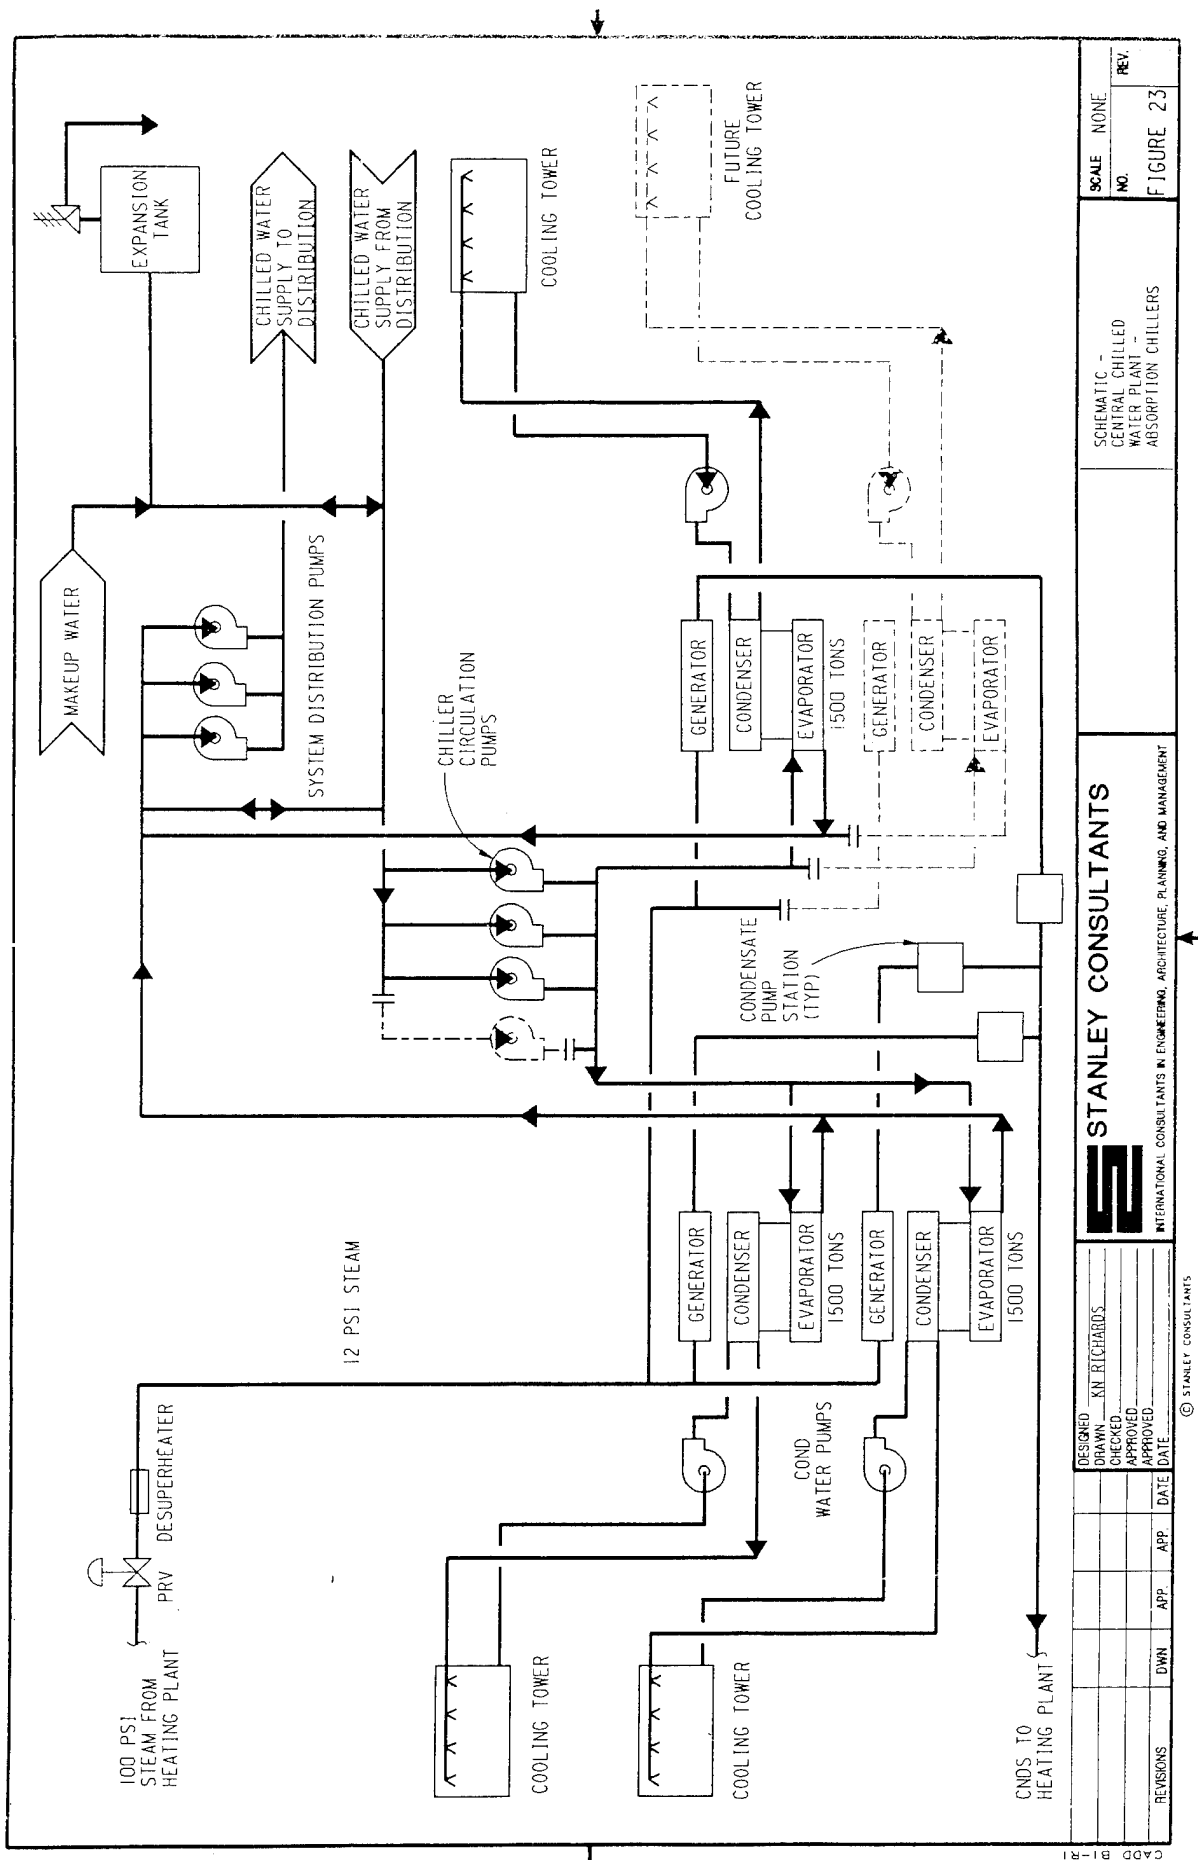 100 PSI
STEAM FROM
HEATING PLANT
PRV
DESUPERHEATER
12 PSI STEAM
MAKEUP WATER
EXPANSION
TANK
CHILLED WATER
SUPPLY TO
DISTRIBUTION
CHILLED WATER
SUPPLY FROM
DISTRIBUTION
SYSTEM DISTRIBUTION PUMPS
CHILLER
CIRCULATION
PUMPS
COOLING TOWER
COOLING TOWER
COOLING TOWER
FUTURE
COOLING TOWER
COND
WATER PUMPS
GENERATOR
CONDENSER
EVAPORATOR
1500 TONS
GENERATOR
CONDENSER
EVAPORATOR
1500 TONS
GENERATOR
CONDENSER
EVAPORATOR
1500 TONS
GENERATOR
CONDENSER
EVAPORATOR
CONDENSATE
PUMP
STATION
(TYP)
CNDS TO
HEATING PLANT
REVISIONS
DWN
APP.
APP.
DATE
DESIGNED
DRAWN KN RICHARDS
CHECKED
APPROVED
APPROVED
DATE
STANLEY CONSULTANTS
INTERNATIONAL CONSULTANTS IN ENGINEERING, ARCHITECTURE, PLANNING, AND MANAGEMENT
SCHEMATIC -
CENTRAL CHILLED
WATER PLANT -
ABSORPTION CHILLERS
SCALE NONE
NO.
REV.
FIGURE 23
CADD B1-R1
© STANLEY CONSULTANTS